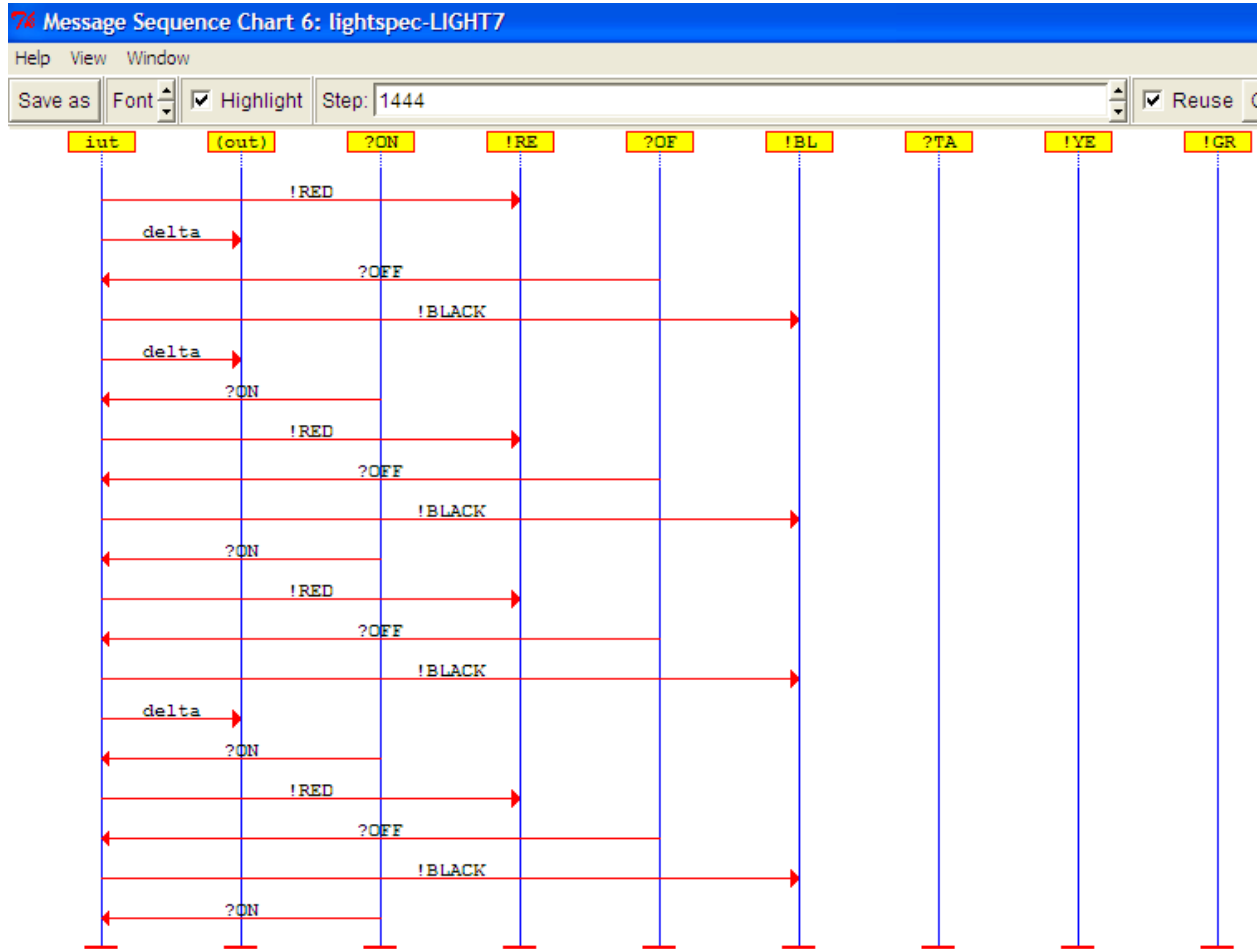 Message Sequence Chart 6: lightspec-LIGHT7
Help View Window
Save as Font Highlight Step: 1444 Reuse
iut (out) ?ON !RE ?OF !BL ?TA !YE !GR
!RED
delta
?OFF
!BLACK
delta
?ON
!RED
?OFF
!BLACK
?ON
!RED
?OFF
!BLACK
delta
?ON
!RED
?OFF
!BLACK
?ON